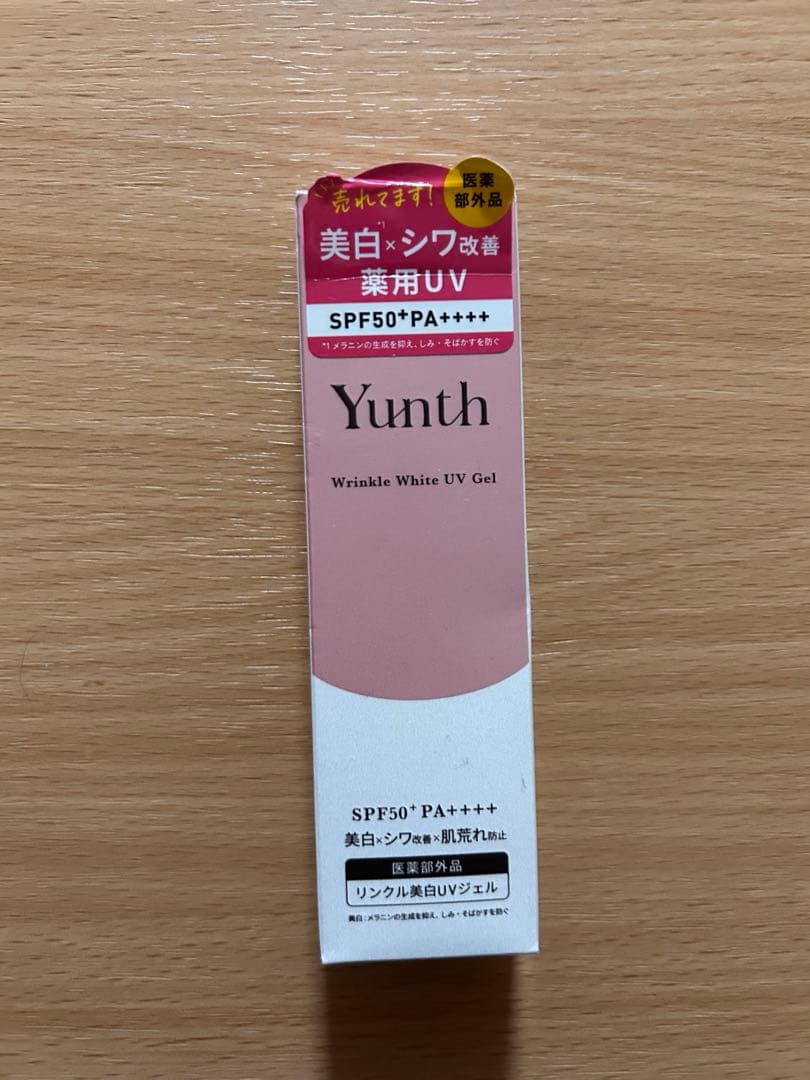 売れてます!
医薬
部外品
美白*1×シワ改善
薬用UV
SPF50+PA++++
*1 メラニンの生成を抑え、しみ・そばかすを防ぐ
Yunth
Wrinkle White UV Gel
SPF50+ PA++++
美白×シワ改善×肌荒れ防止
医薬部外品
リンクル美白UVジェル
美白:メラニンの生成を抑え、しみ・そばかすを防ぐ